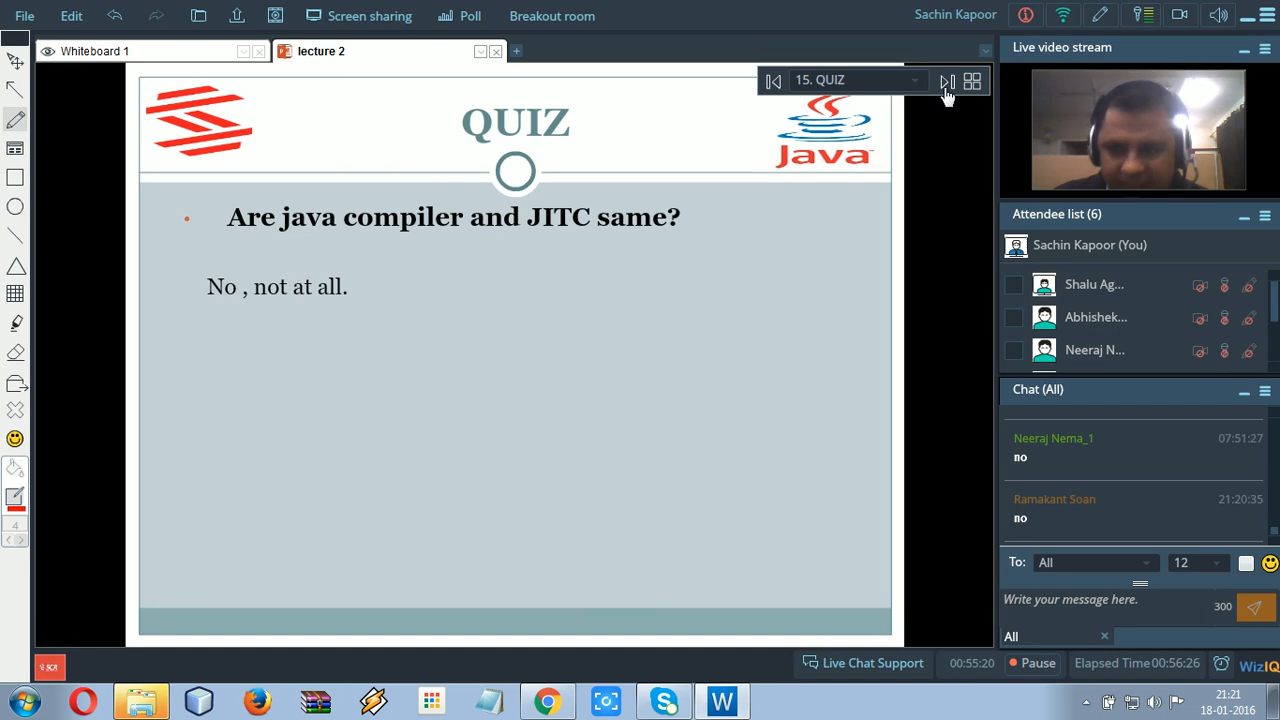 File Edit Screen sharing Poll Breakout room Sachin Kapoor
Whiteboard 1 lecture 2
Live video stream
15. QUIZ
QUIZ
Java
Are java compiler and JITC same?
No , not at all.
Attendee list (6)
Sachin Kapoor (You)
Shalu Ag...
Abhishek...
Neeraj N...
Chat (All)
Neeraj Nema_1 07:51:27
no
Ramakant Soan 21:20:35
no
To: All 12
Write your message here.
300
All
4
SCA
Live Chat Support 00:55:20 Pause Elapsed Time 00:56:26 WizIQ
21:21
18-01-2016